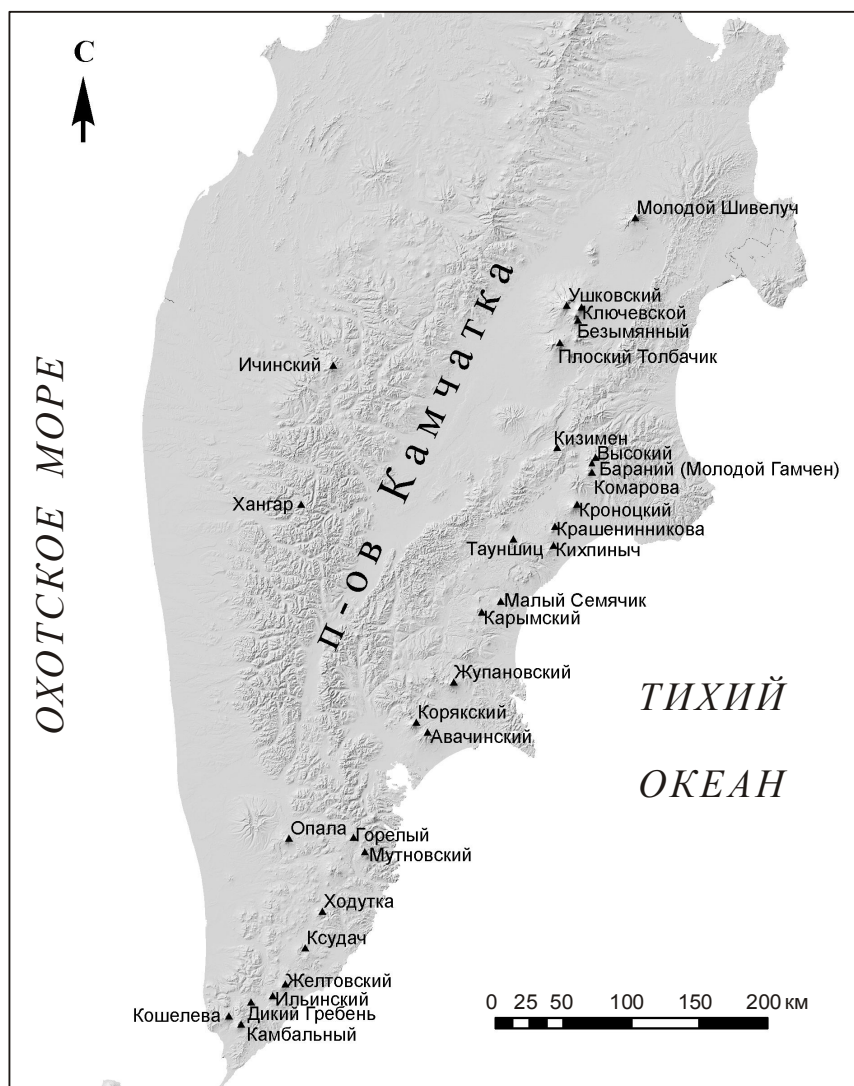 С
Молодой Шивелуч
Ушковский
Ключевской
Безымянный
Плоский Толбачик
п-ов Камчатка
Ичинский
ОХОТСКОЕ МОРЕ
Кизимен
Высокий
Бараний (Молодой Гамчен)
Комарова
Хангар
Кроноцкий
Крашенинникова
Тауншиц
Кихпиныч
Малый Семячик
Карымский
Жупановский
ТИХИЙ
ОКЕАН
Корякский
Авачинский
Опала
Горелый
Мутновский
Ходутка
Ксудач
Желтовский
Ильинский
Дикий Гребень
Кошелева
Камбальный
0 25 50 100 150 200 км